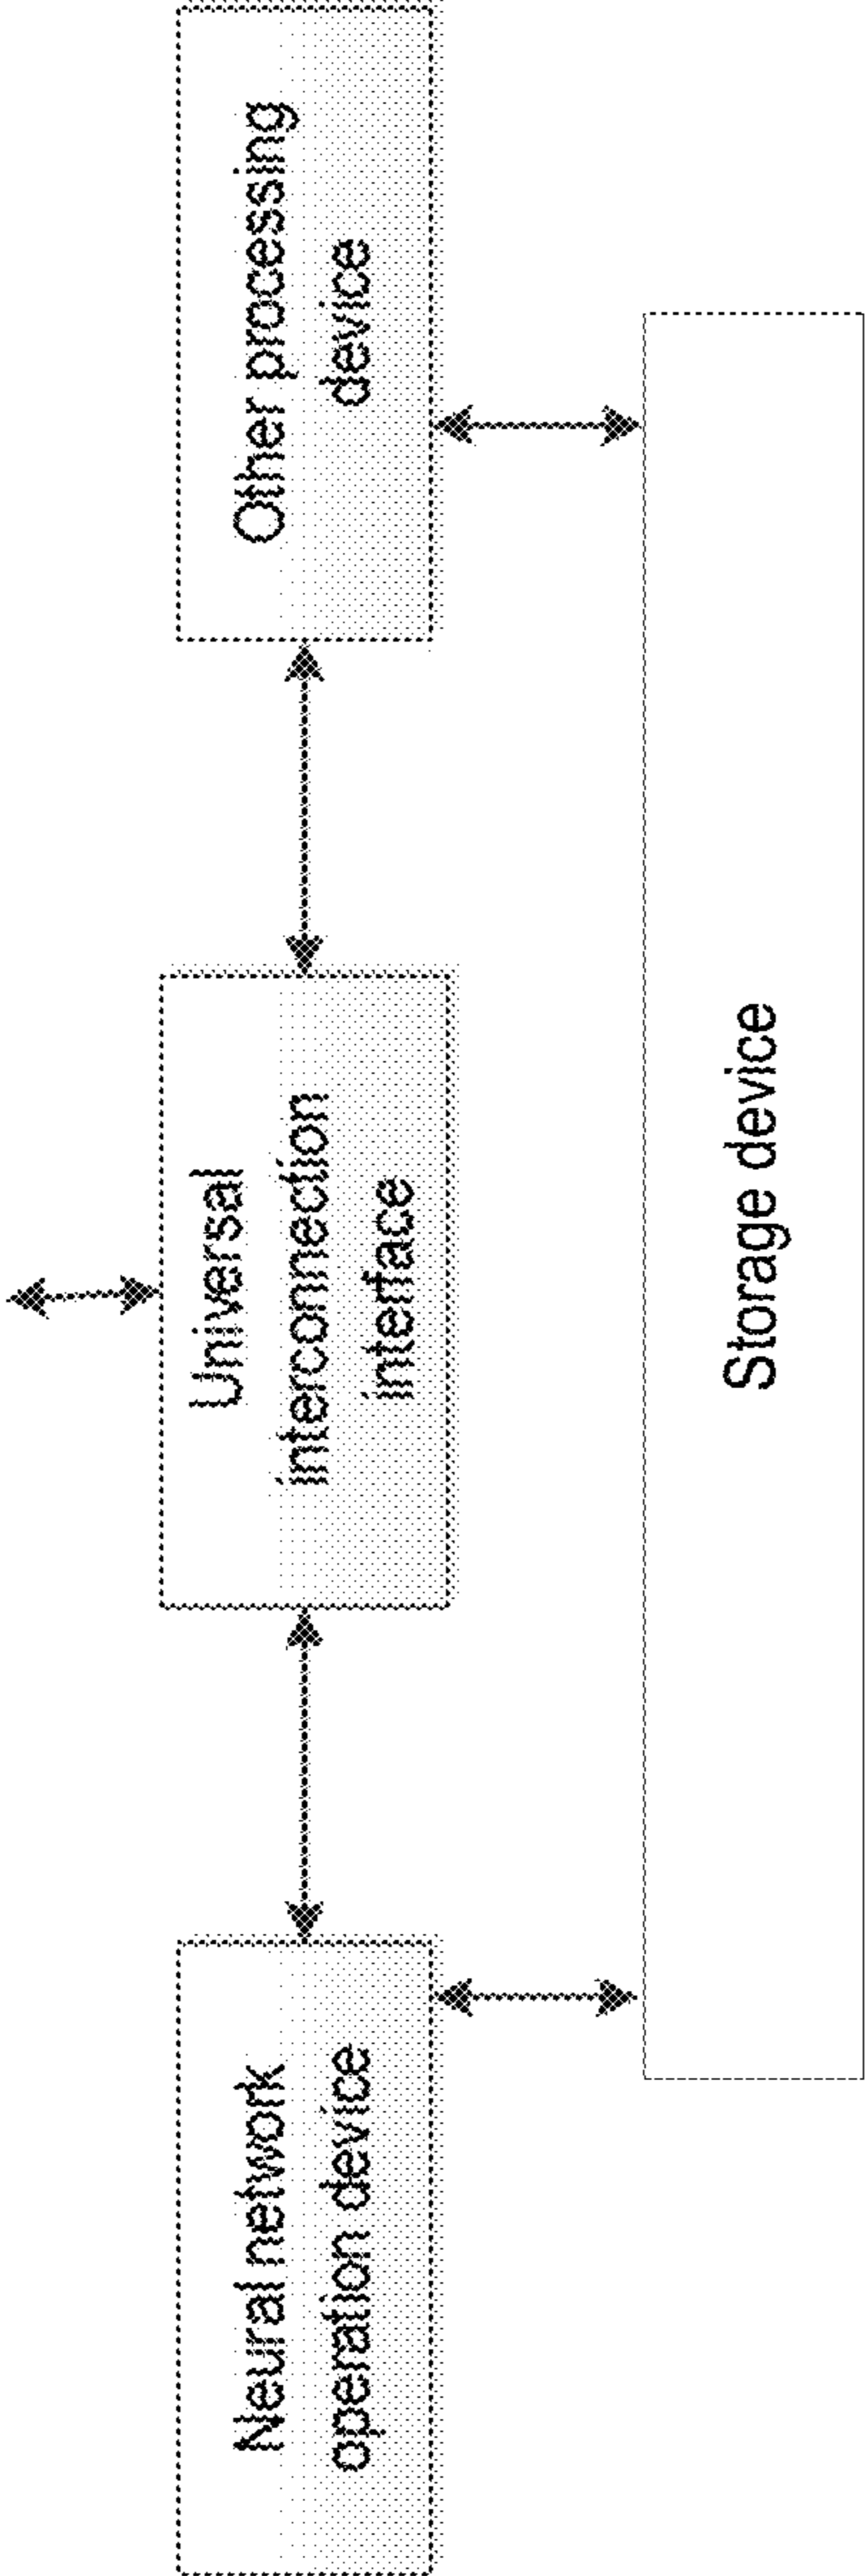 Neural network
operation device
Universal
interconnection
interface
Other processing
device
Storage device